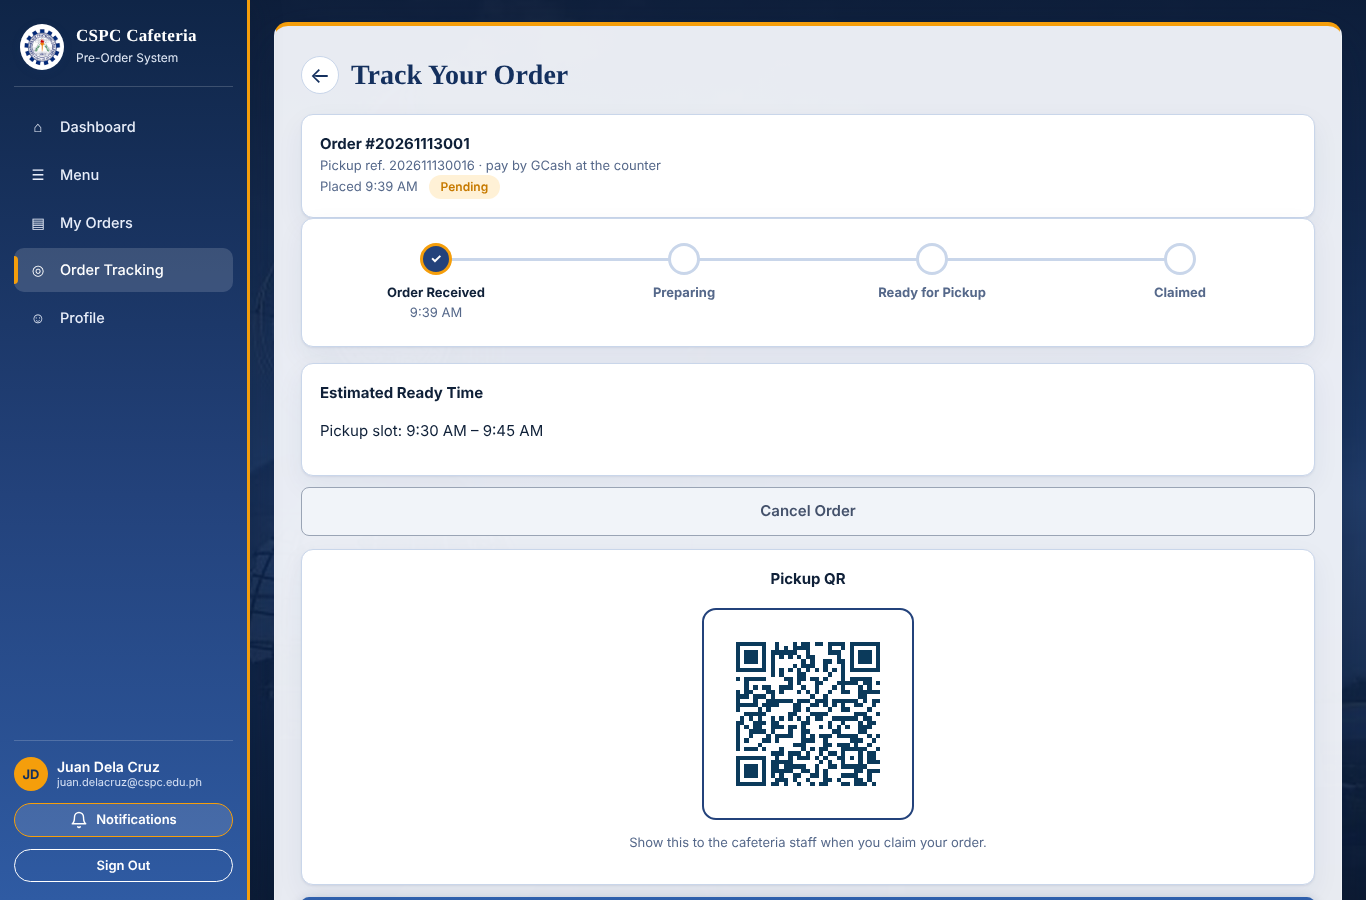 CSPC Cafeteria
Pre-Order System
Dashboard
Menu
My Orders
Order Tracking
Profile
JD
Juan Dela Cruz
juan.delacruz@cspc.edu.ph
Notifications
Sign Out
Track Your Order
Order #20261113001
Pickup ref. 202611130016 · pay by GCash at the counter
Placed 9:39 AM Pending
Order Received
9:39 AM
Preparing
Ready for Pickup
Claimed
Estimated Ready Time
Pickup slot: 9:30 AM – 9:45 AM
Cancel Order
Pickup QR
Show this to the cafeteria staff when you claim your order.